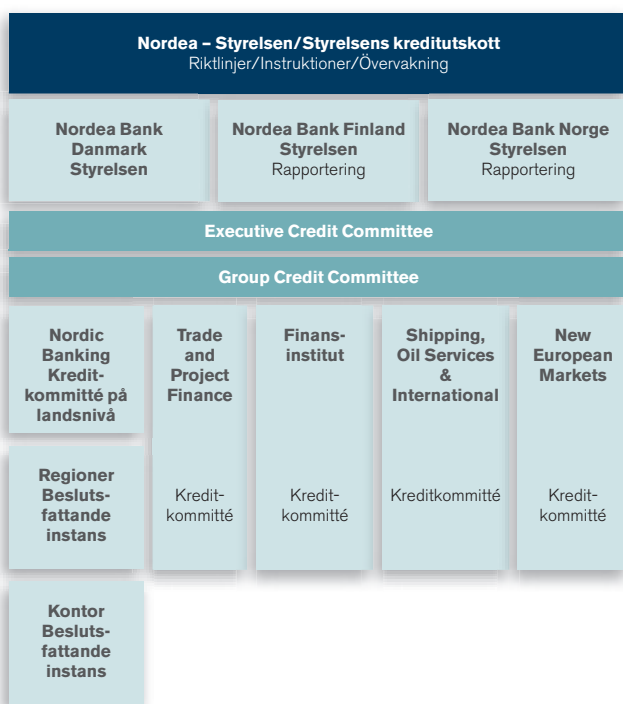 Nordea – Styrelsen/Styrelsens kreditutskott
Riktlinjer/Instruktioner/Övervakning
Nordea Bank
Danmark
Styrelsen
Nordea Bank Finland
Styrelsen
Rapportering
Nordea Bank Norge
Styrelsen
Rapportering
Executive Credit Committee
Group Credit Committee
Nordic
Banking
Kredit-
kommitté på
landsnivå
Trade
and
Project
Finance
Finans-
institut
Shipping,
Oil Services
&
International
New
European
Markets
Regioner
Besluts-
fattande
instans
Kredit-
kommitté
Kredit-
kommitté
Kreditkommitté
Kredit-
kommitté
Kontor
Besluts-
fattande
instans